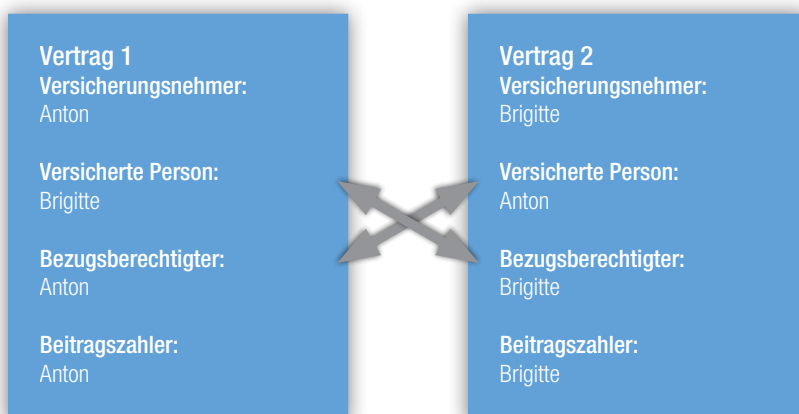 Vertrag 1
Versicherungsnehmer:
Anton
Versicherte Person:
Brigitte
Bezugsberechtigter:
Anton
Beitragszahler:
Anton
Vertrag 2
Versicherungsnehmer:
Brigitte
Versicherte Person:
Anton
Bezugsberechtigter:
Brigitte
Beitragszahler:
Brigitte